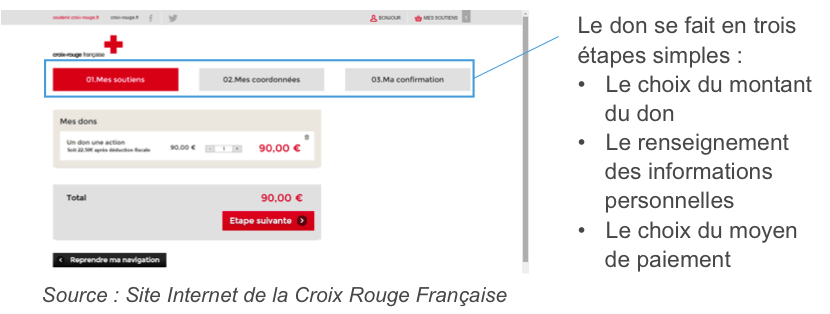 soutenir.croix-rouge.fr croix-rouge.fr BONJOUR MES SOUTIENS
croix-rouge française
01.Mes soutiens 02.Mes coordonnées 03.Ma confirmation
Mes dons
Un don une action 90,00 € - 1 + 90,00 €
Soit 22.50€ après déduction fiscale
Total 90,00 €
Etape suivante
Reprendre ma navigation
Source : Site Internet de la Croix Rouge Française
Le don se fait en trois
étapes simples :
• Le choix du montant
du don
• Le renseignement
des informations
personnelles
• Le choix du moyen
de paiement